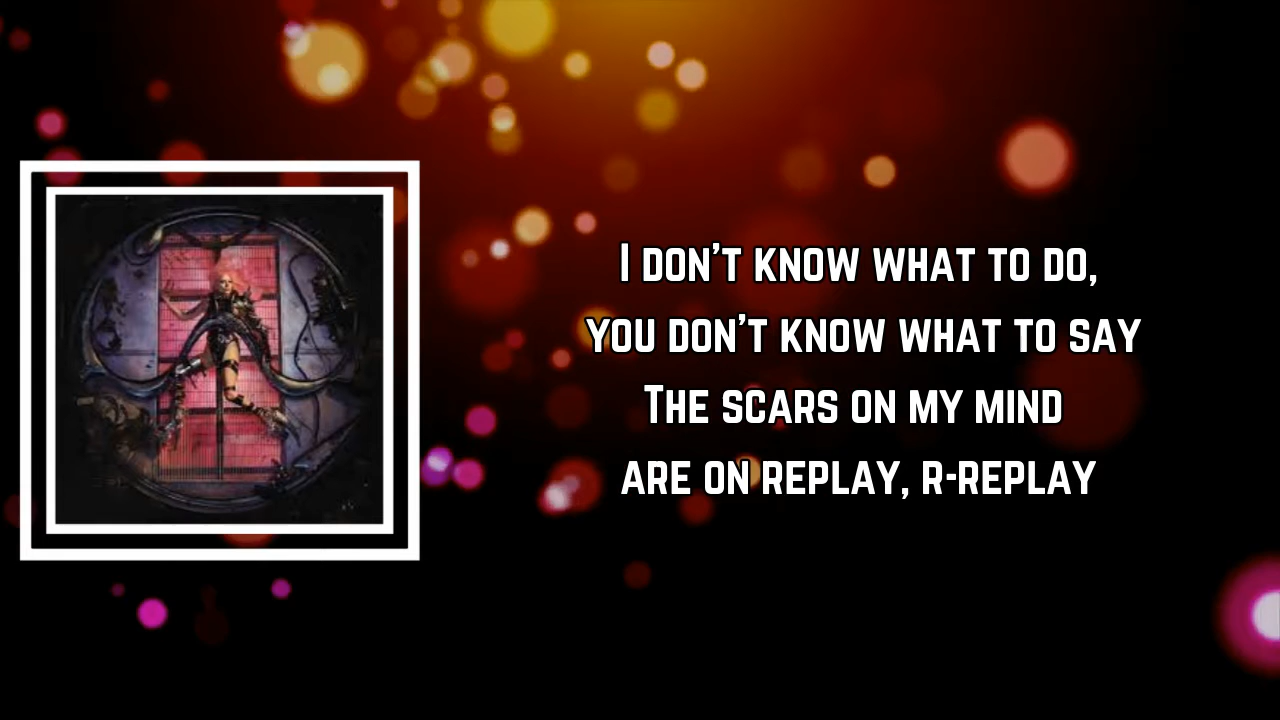 I don't know what to do,
you don't know what to say
The scars on my mind
are on replay, r-replay